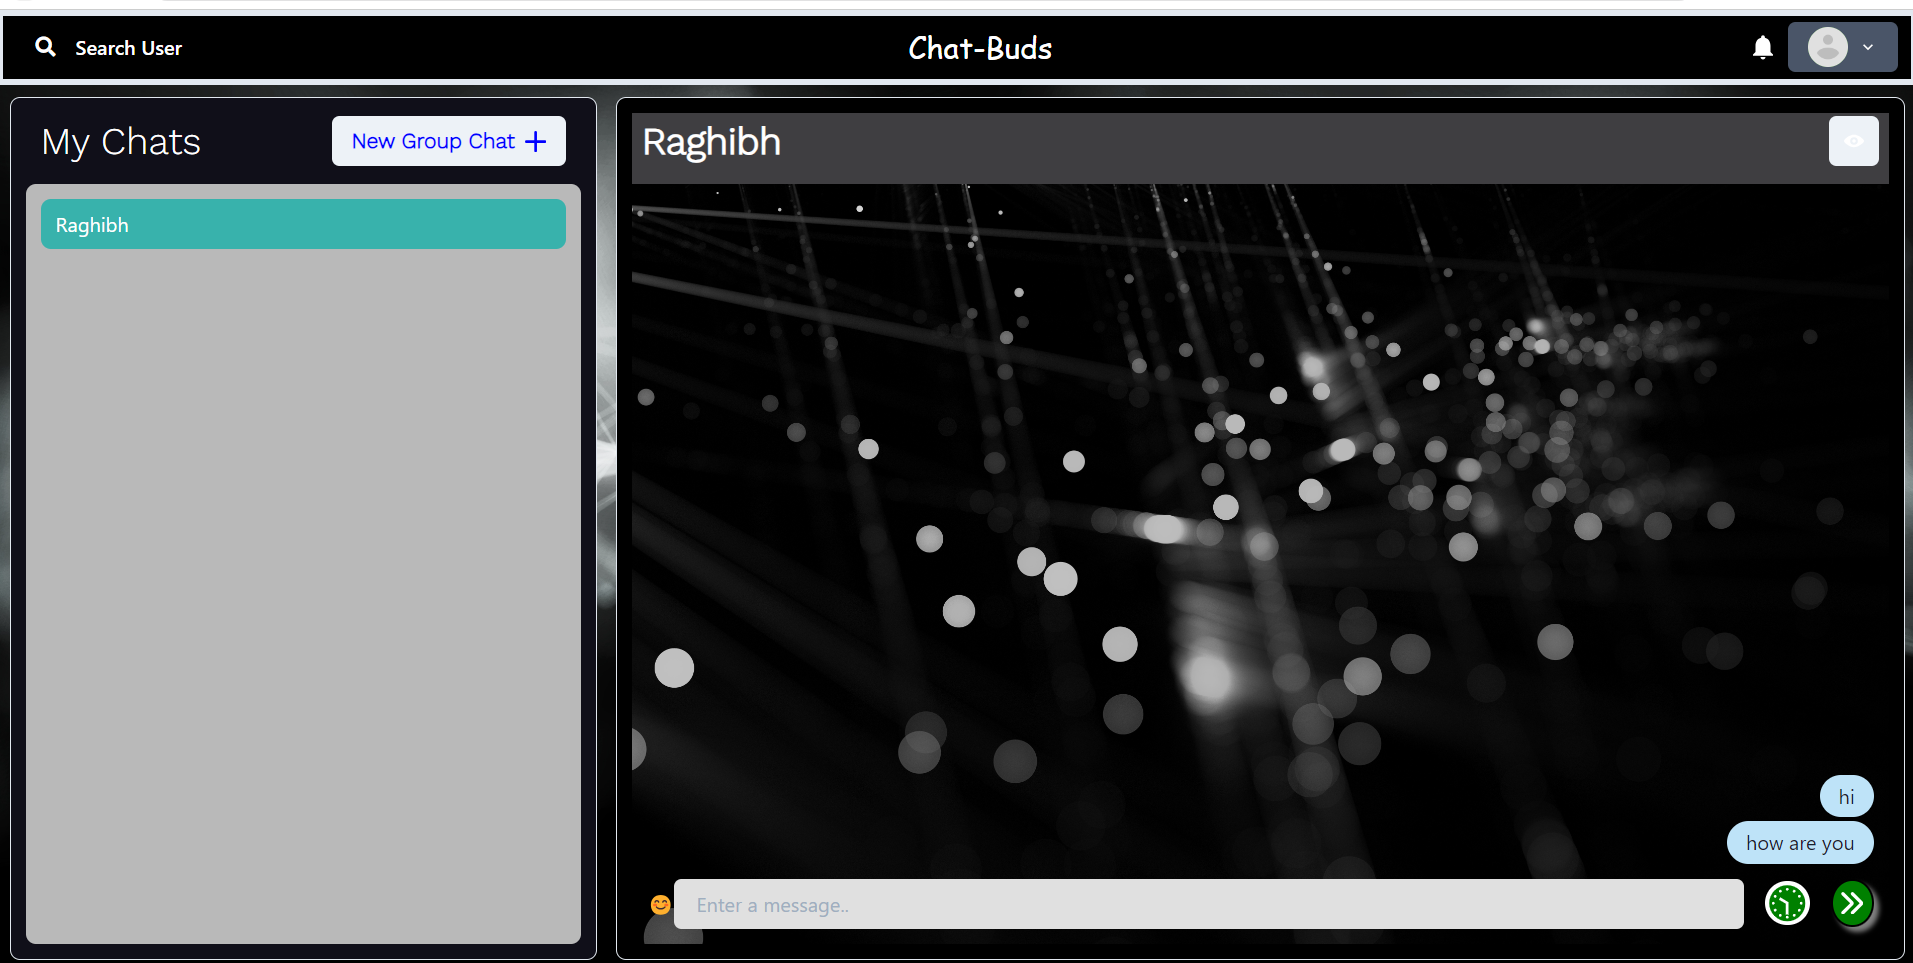 Search User
Chat-Buds
My Chats
New Group Chat
Raghibh
Raghibh
hi
how are you
Enter a message..